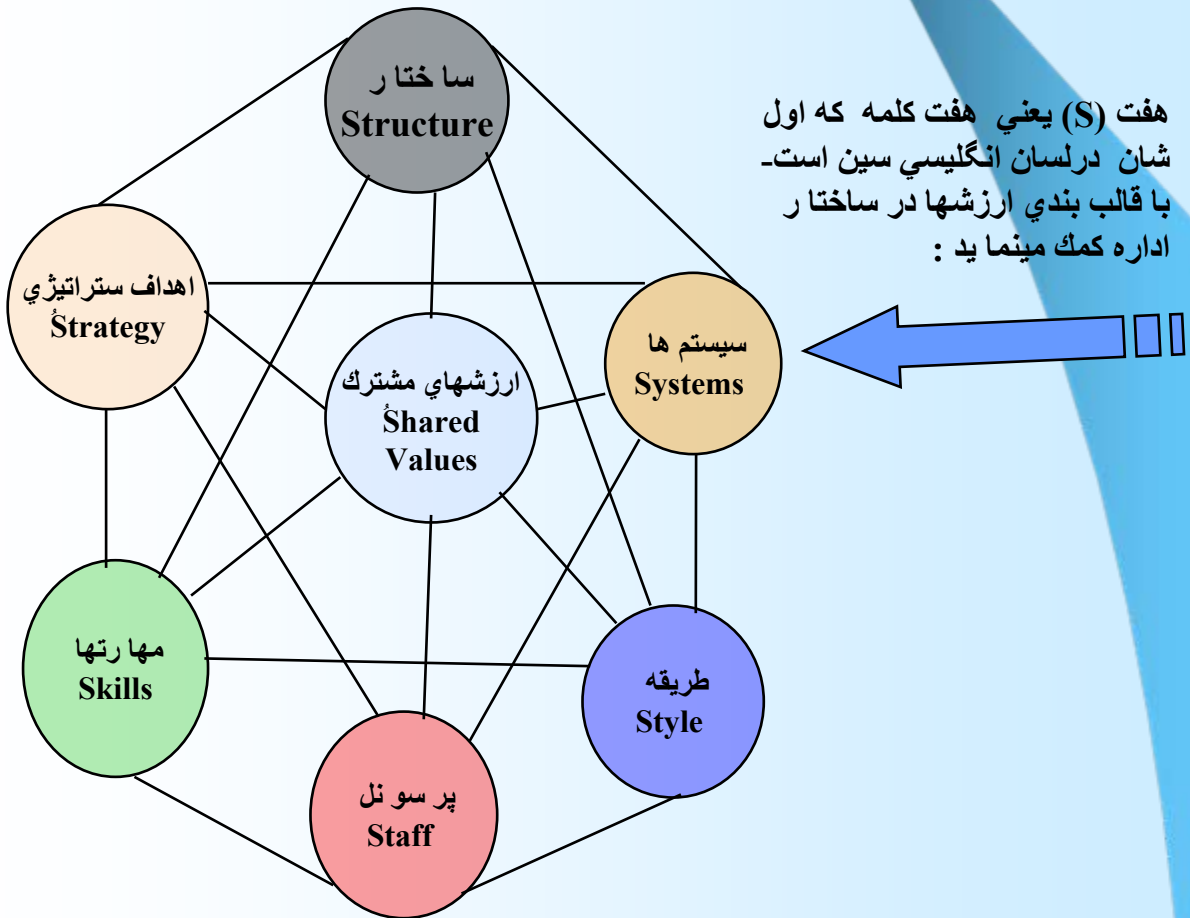 سا ختا ر
Structure
هفت (S) يعني هفت كلمه كه اول
شان درلسان انگليسي سين است-
با قالب بندي ارزشها در ساختا ر
اداره كمك مينما يد :
اهداف ستراتيژي
ُStrategy
سيستم ها
Systems
ارزشهاي مشترك
ُShared
Values
مها رتها
Skills
طريقه
Style
پر سو نل
Staff